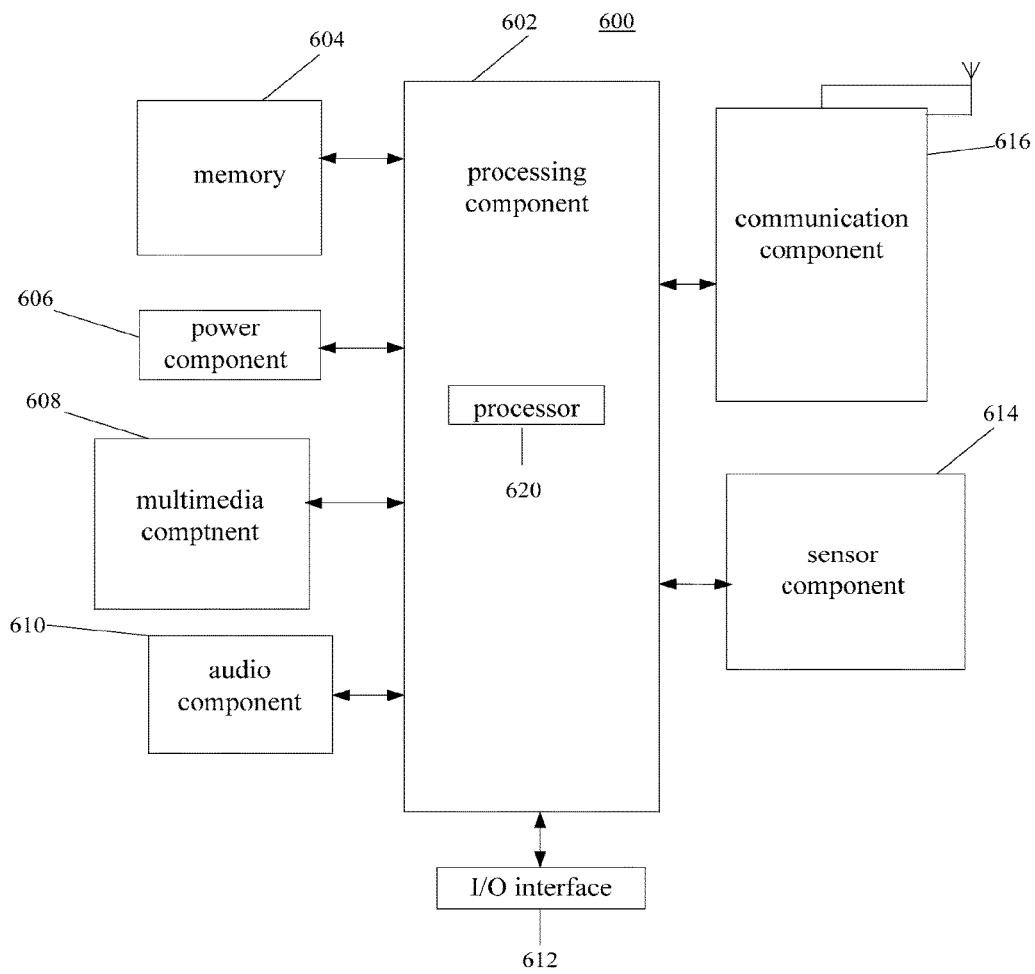 602
600
604
memory
processing
component
616
communication
component
606
power
component
processor
620
608
multimedia
comptnent
614
sensor
component
610
audio
component
I/O interface
612